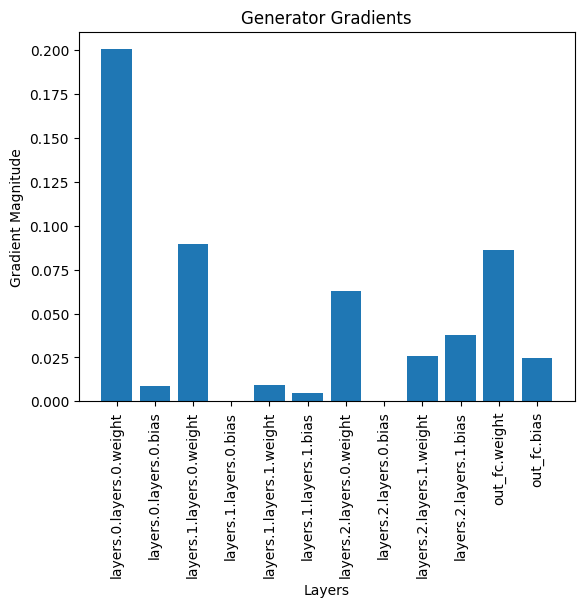 Generator Gradients
Gradient Magnitude
0.200
0.175
0.150
0.125
0.100
0.075
0.050
0.025
0.000
layers.0.layers.0.weight
layers.0.layers.0.bias
layers.1.layers.0.weight
layers.1.layers.0.bias
layers.1.layers.1.weight
layers.1.layers.1.bias
layers.2.layers.0.weight
layers.2.layers.0.bias
layers.2.layers.1.weight
layers.2.layers.1.bias
out_fc.weight
out_fc.bias
Layers